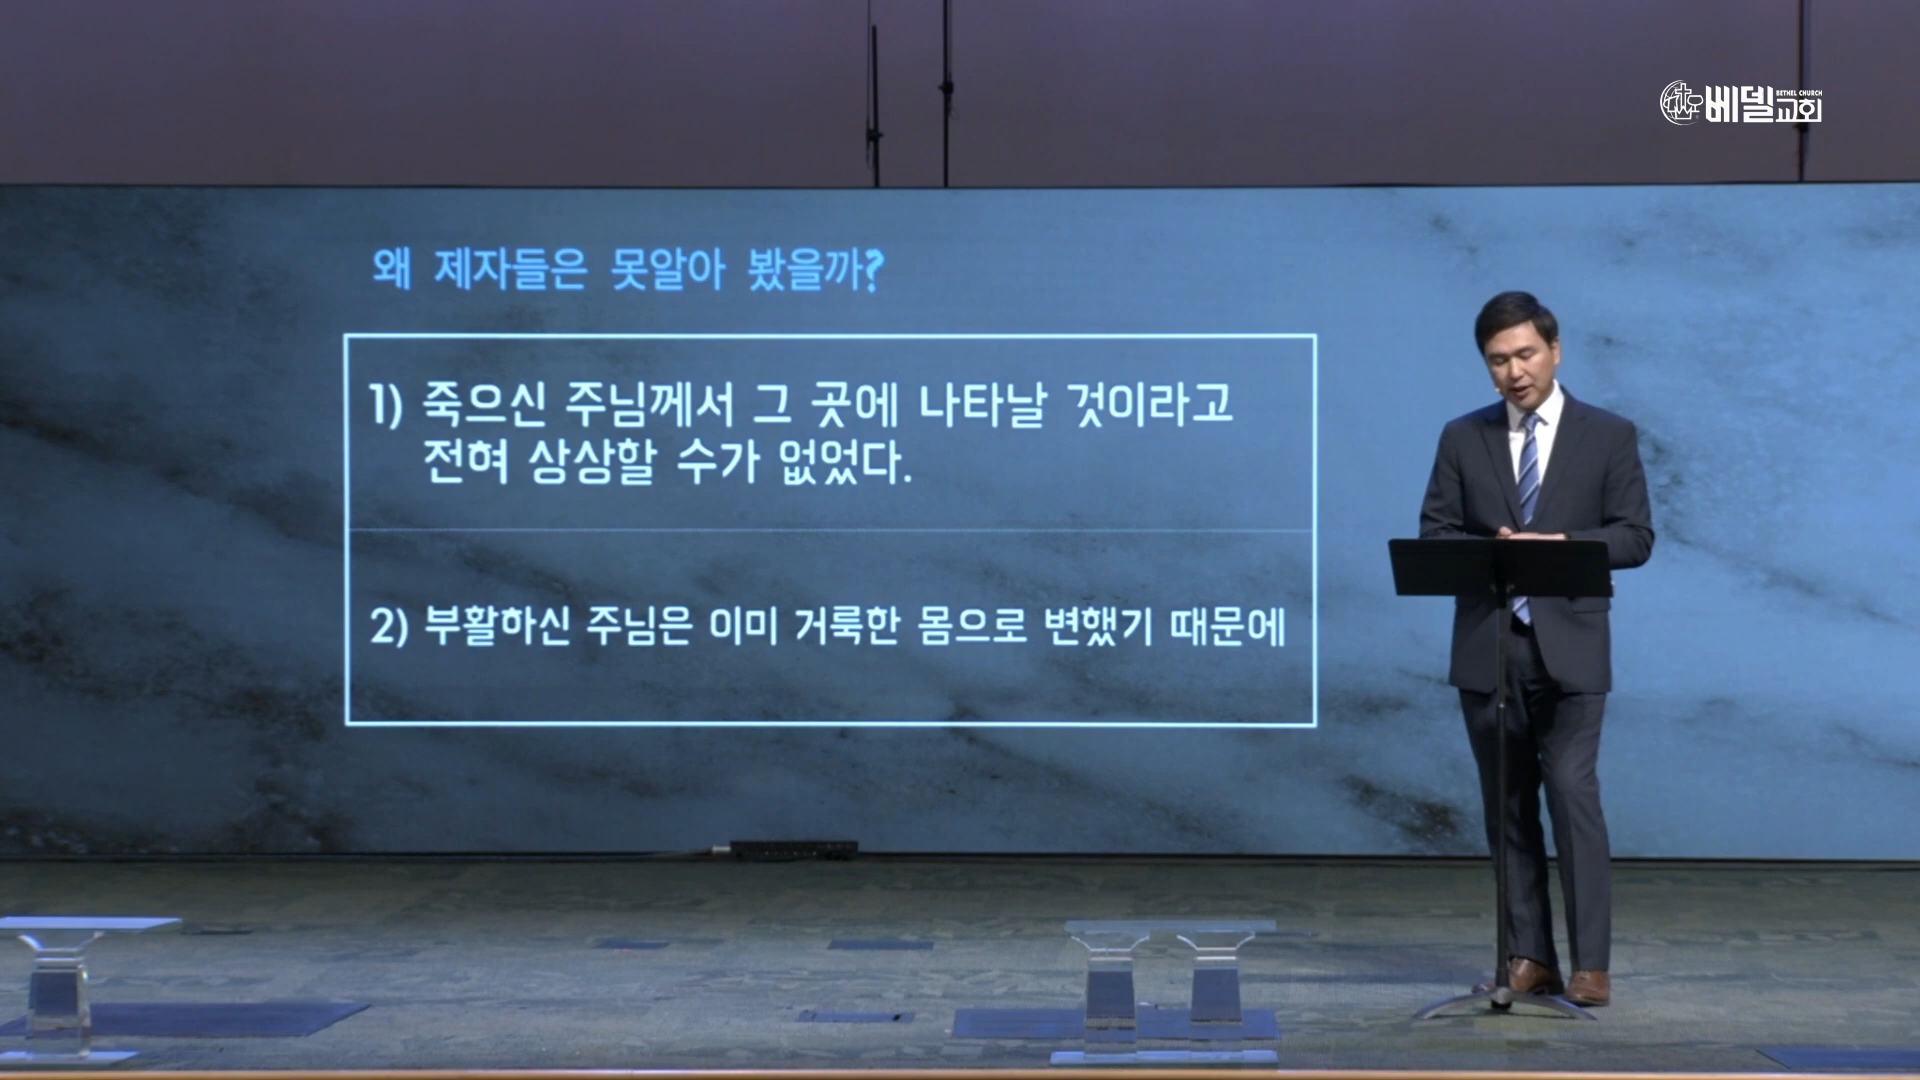 BETHEL CHURCH
베델교회
왜 제자들은 못알아 봤을까?
1) 죽으신 주님께서 그 곳에 나타날 것이라고
전혀 상상할 수가 없었다.
2) 부활하신 주님은 이미 거룩한 몸으로 변했기 때문에